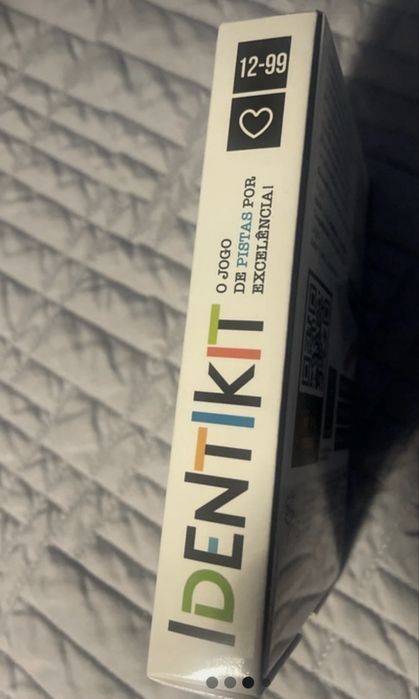 IDENTIKIT
O JOGO
DE PISTAS POR
EXCELÊNCIA!
12-99